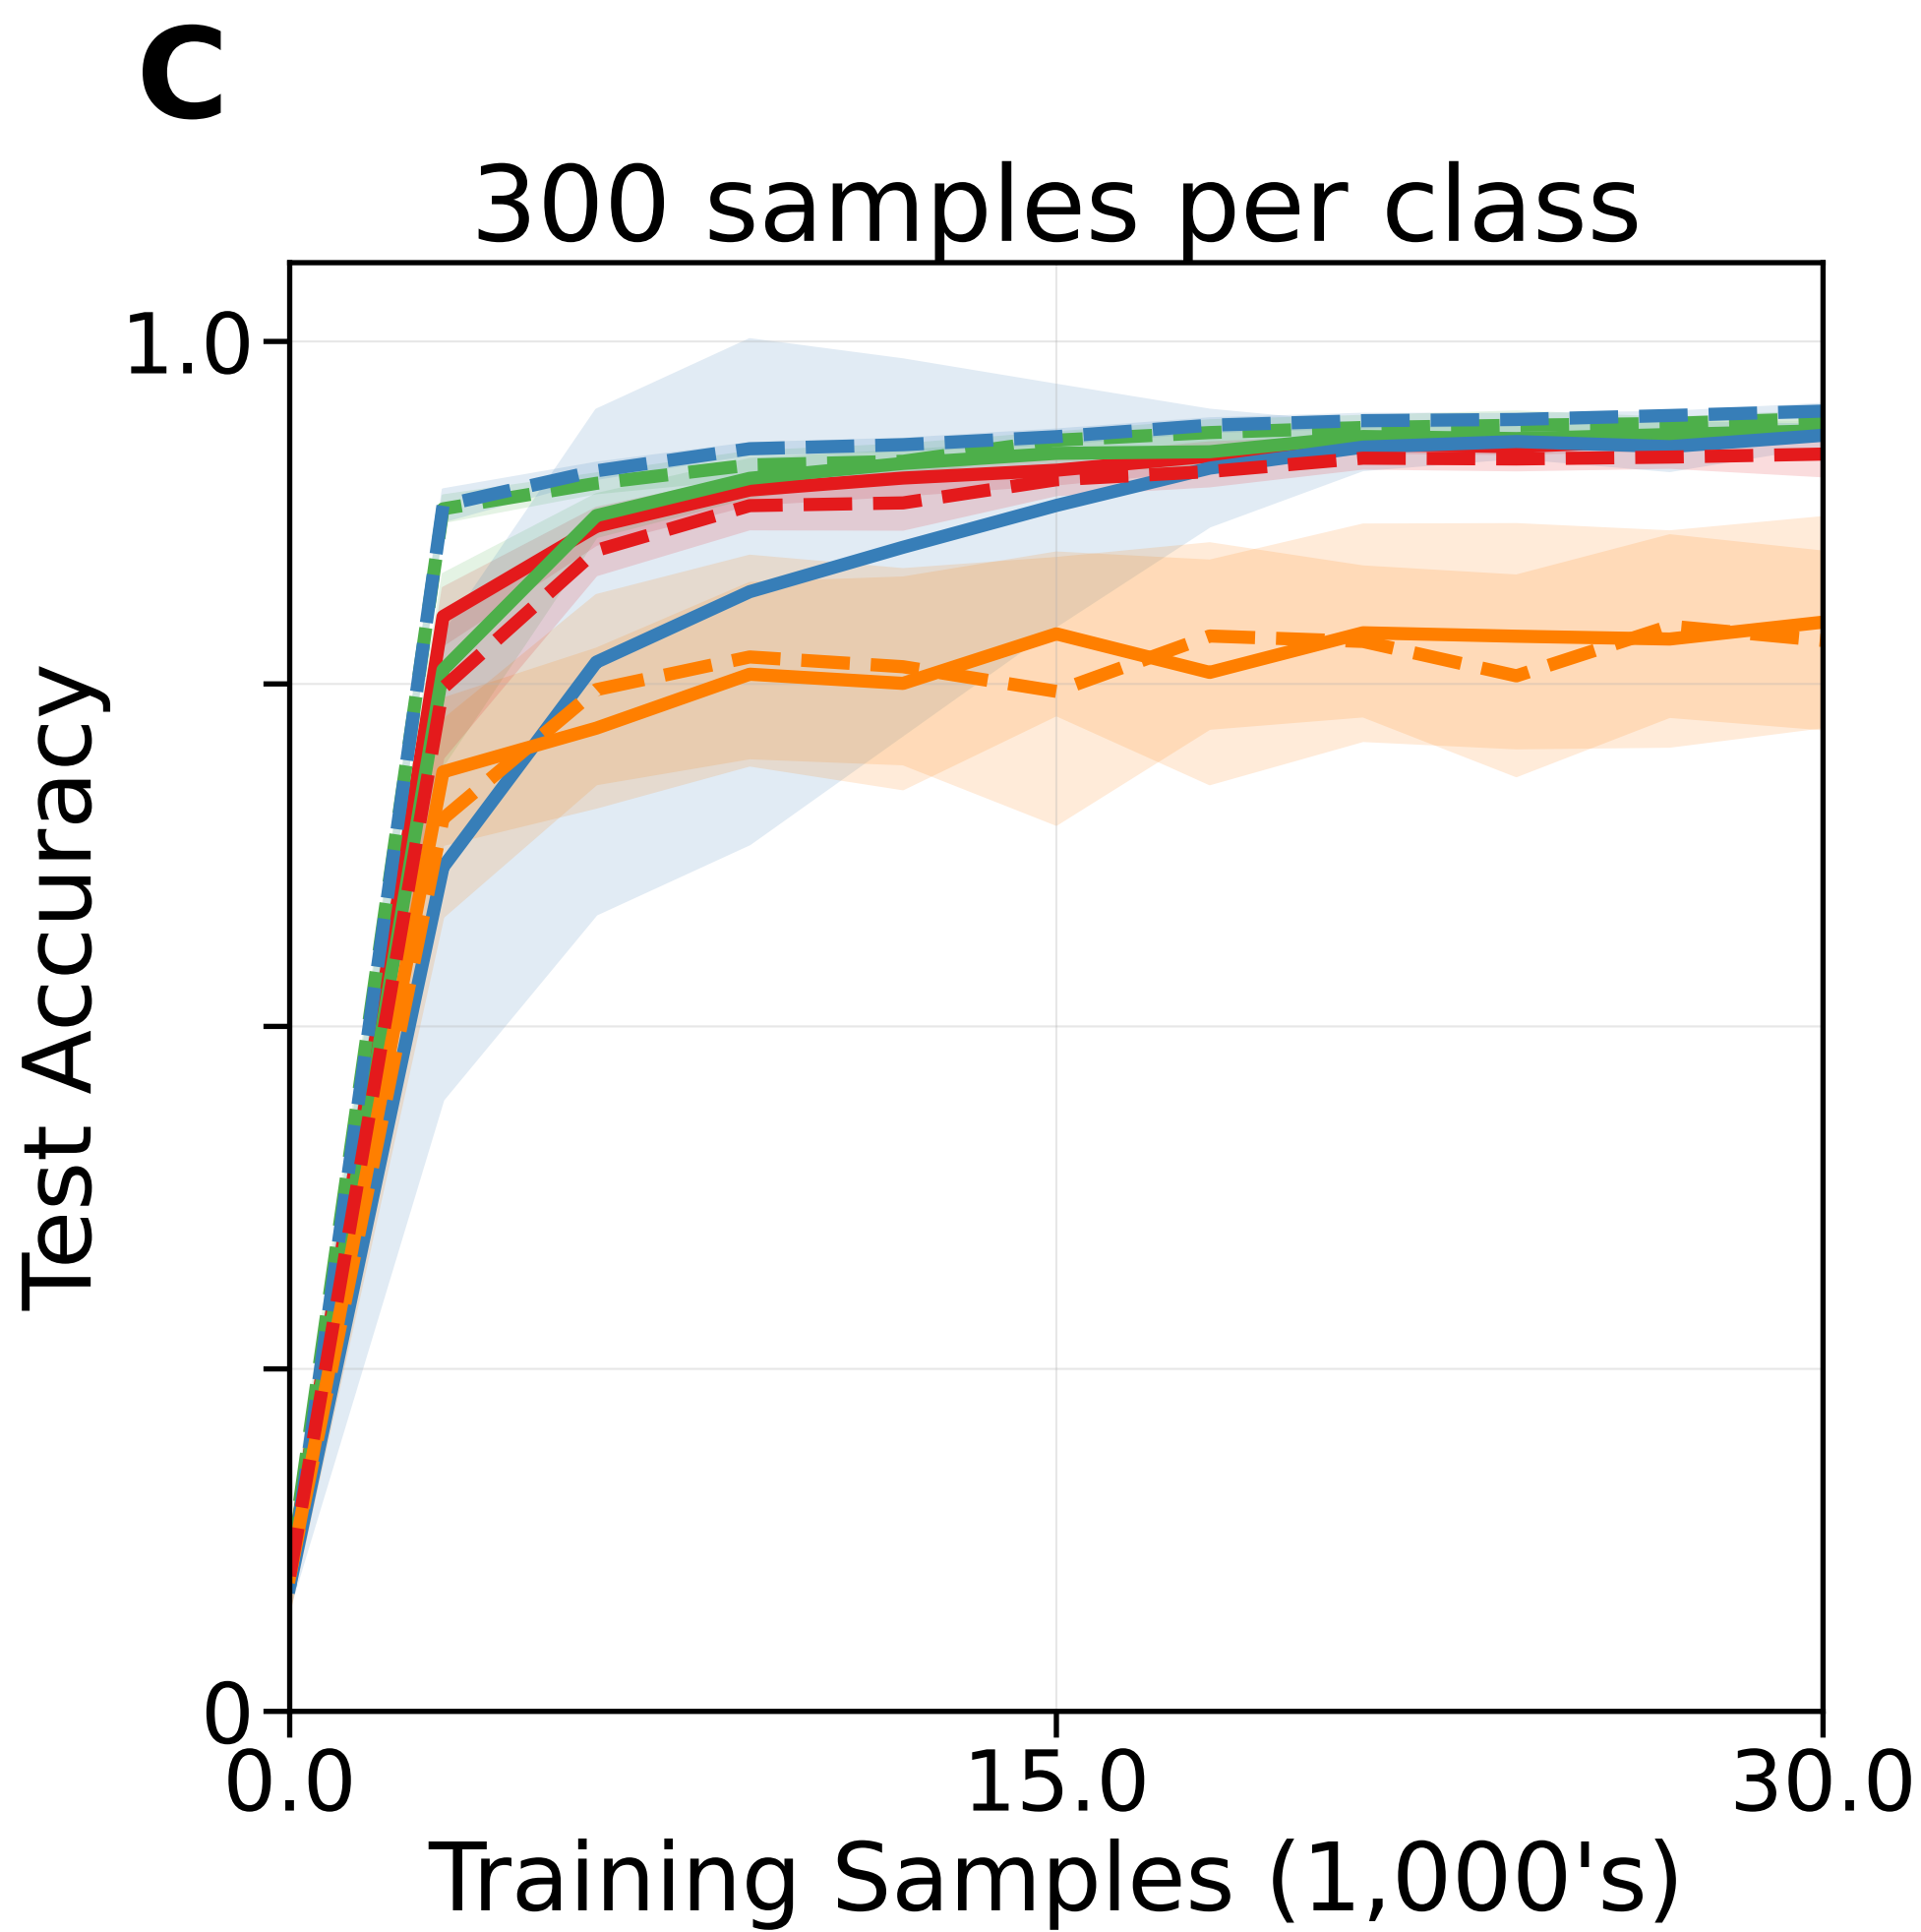 C
300 samples per class
1.0
Test Accuracy
0
0.0
15.0
30.0
Training Samples (1,000's)